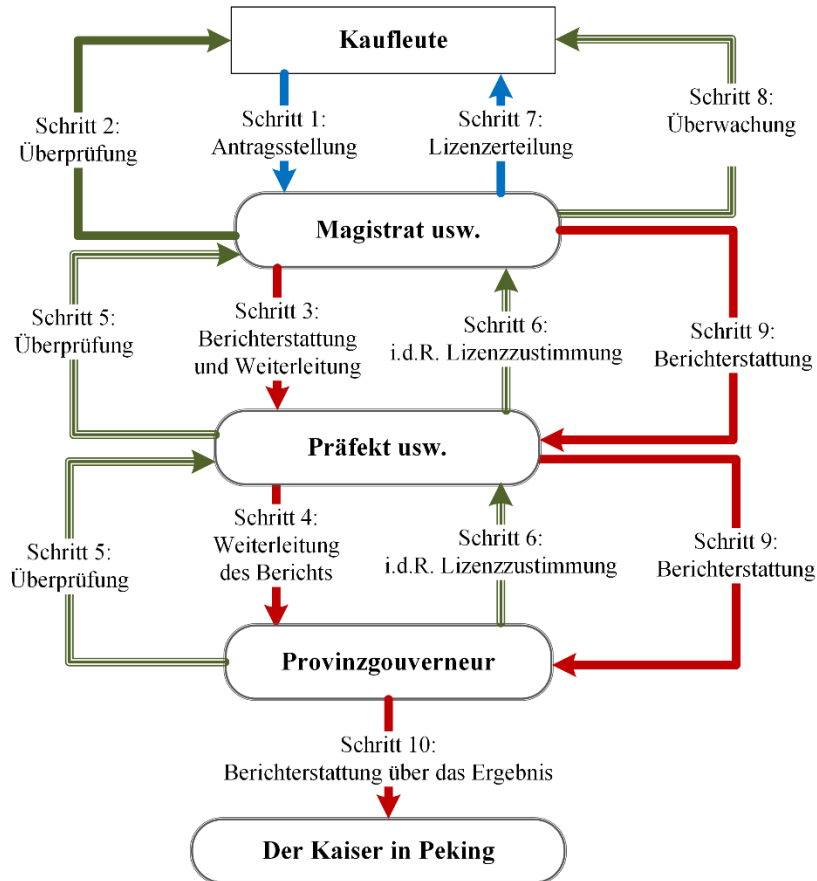 Kaufleute
Schritt 1:
Antragsstellung
Schritt 7:
Lizenzerteilung
Schritt 2:
Überprüfung
Schritt 8:
Überwachung
Magistrat usw.
Schritt 3:
Berichterstattung
und Weiterleitung
Schritt 5:
Überprüfung
Schritt 6:
i.d.R. Lizenzzustimmung
Schritt 9:
Berichterstattung
Präfekt usw.
Schritt 4:
Weiterleitung
des Berichts
Schritt 5:
Überprüfung
Schritt 6:
i.d.R. Lizenzzustimmung
Schritt 9:
Berichterstattung
Provinzgouverneur
Schritt 10:
Berichterstattung über das Ergebnis
Der Kaiser in Peking